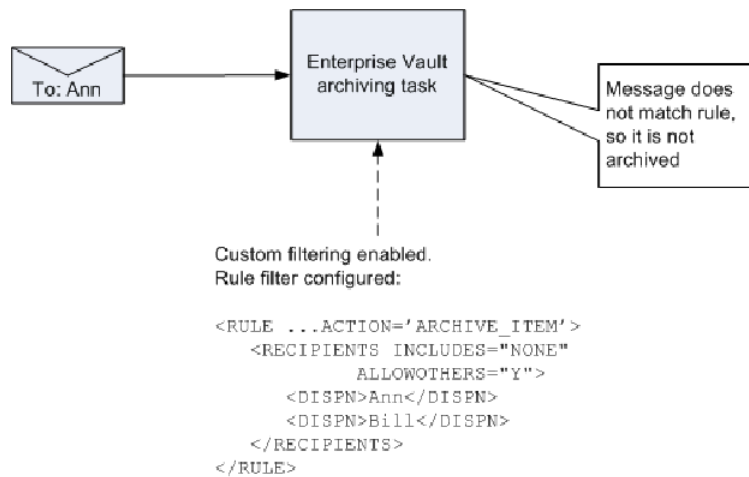 To: Ann
Enterprise Vault
archiving task
Message does
not match rule,
so it is not
archived
Custom filtering enabled.
Rule filter configured:
<RULE ...ACTION='ARCHIVE_ITEM'>
<RECIPIENTS INCLUDES="NONE"
ALLOWOTHERS="Y">
<DISPN>Ann</DISPN>
<DISPN>Bill</DISPN>
</RECIPIENTS>
</RULE>